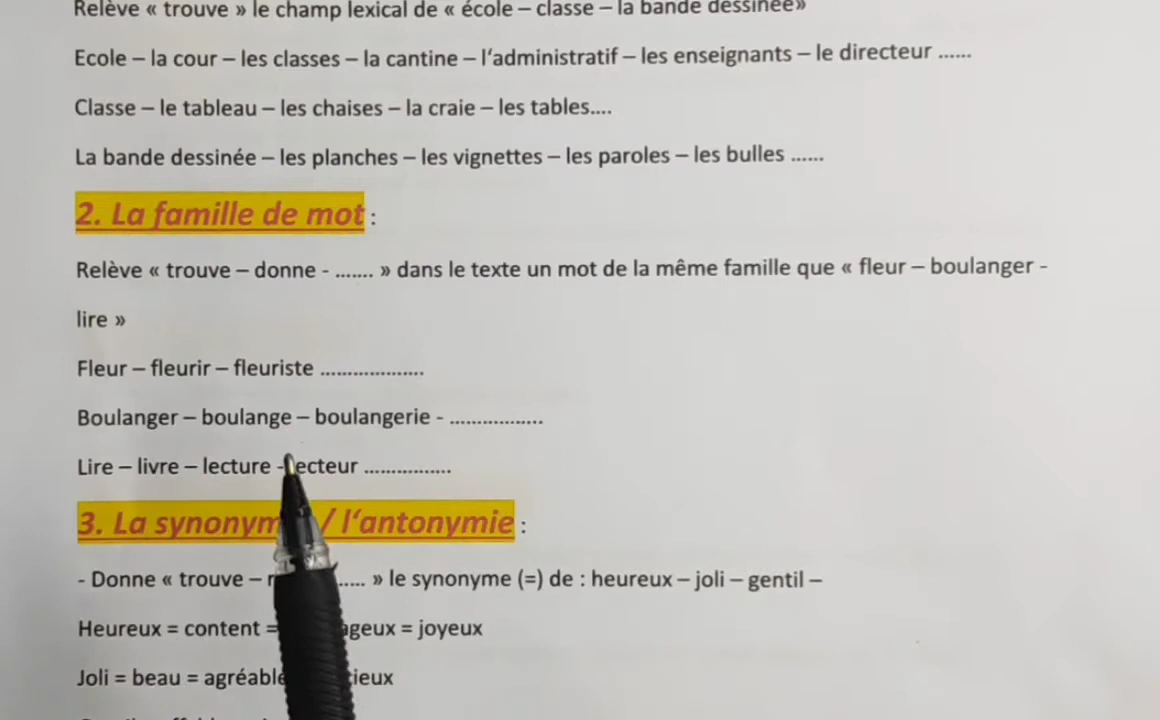 Relève « trouve » le champ lexical de « école – classe – la bande dessinée»
Ecole – la cour – les classes – la cantine – l'administratif – les enseignants – le directeur ......
Classe – le tableau – les chaises – la craie – les tables....
La bande dessinée – les planches – les vignettes – les paroles – les bulles ......
2. La famille de mot :
Relève « trouve – donne - ....... » dans le texte un mot de la même famille que « fleur – boulanger -
lire »
Fleur – fleurir – fleuriste ...................
Boulanger – boulange – boulangerie - .................
Lire – livre – lecture - lecteur ................
3. La synonymie / l'antonymie :
- Donne « trouve – ..... » le synonyme (=) de : heureux – joli – gentil –
Heureux = content = joyeux
Joli = beau = agréable